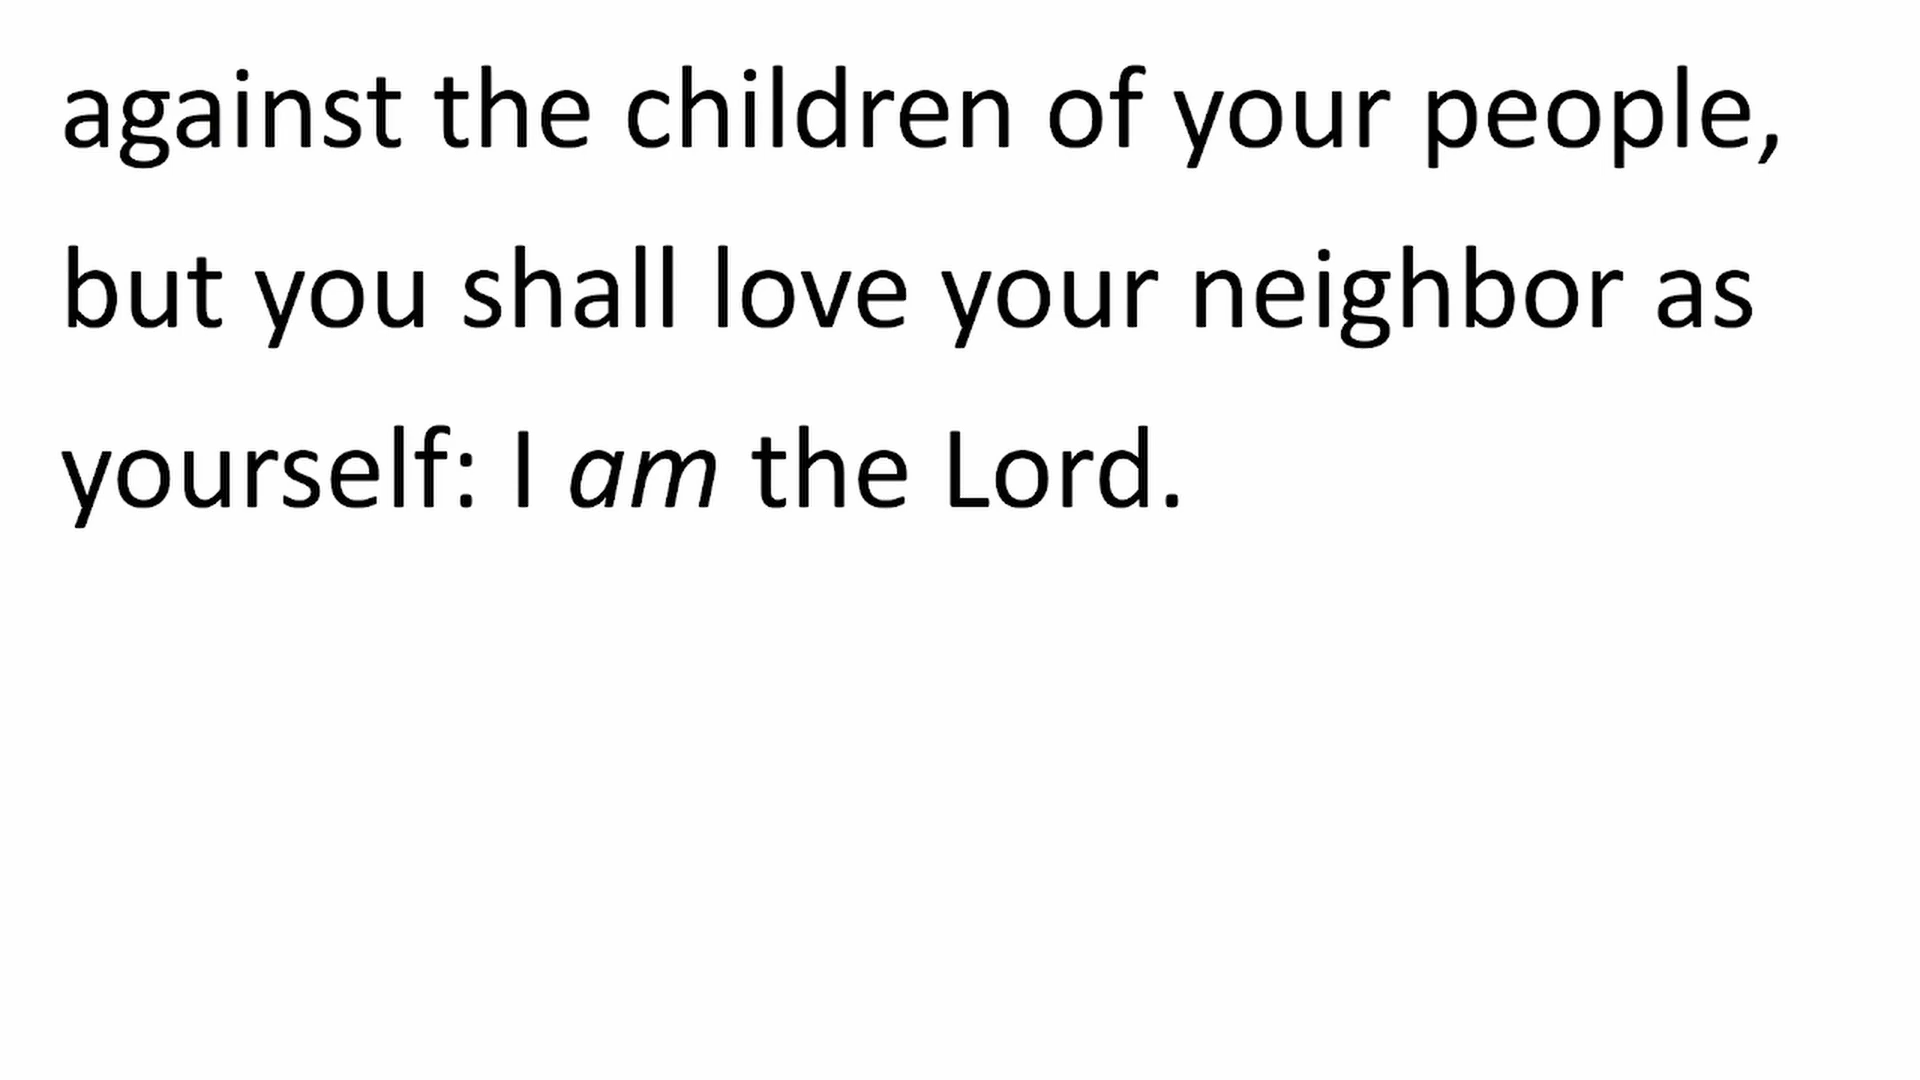 against the children of your people,
but you shall love your neighbor as
yourself: I am the Lord.